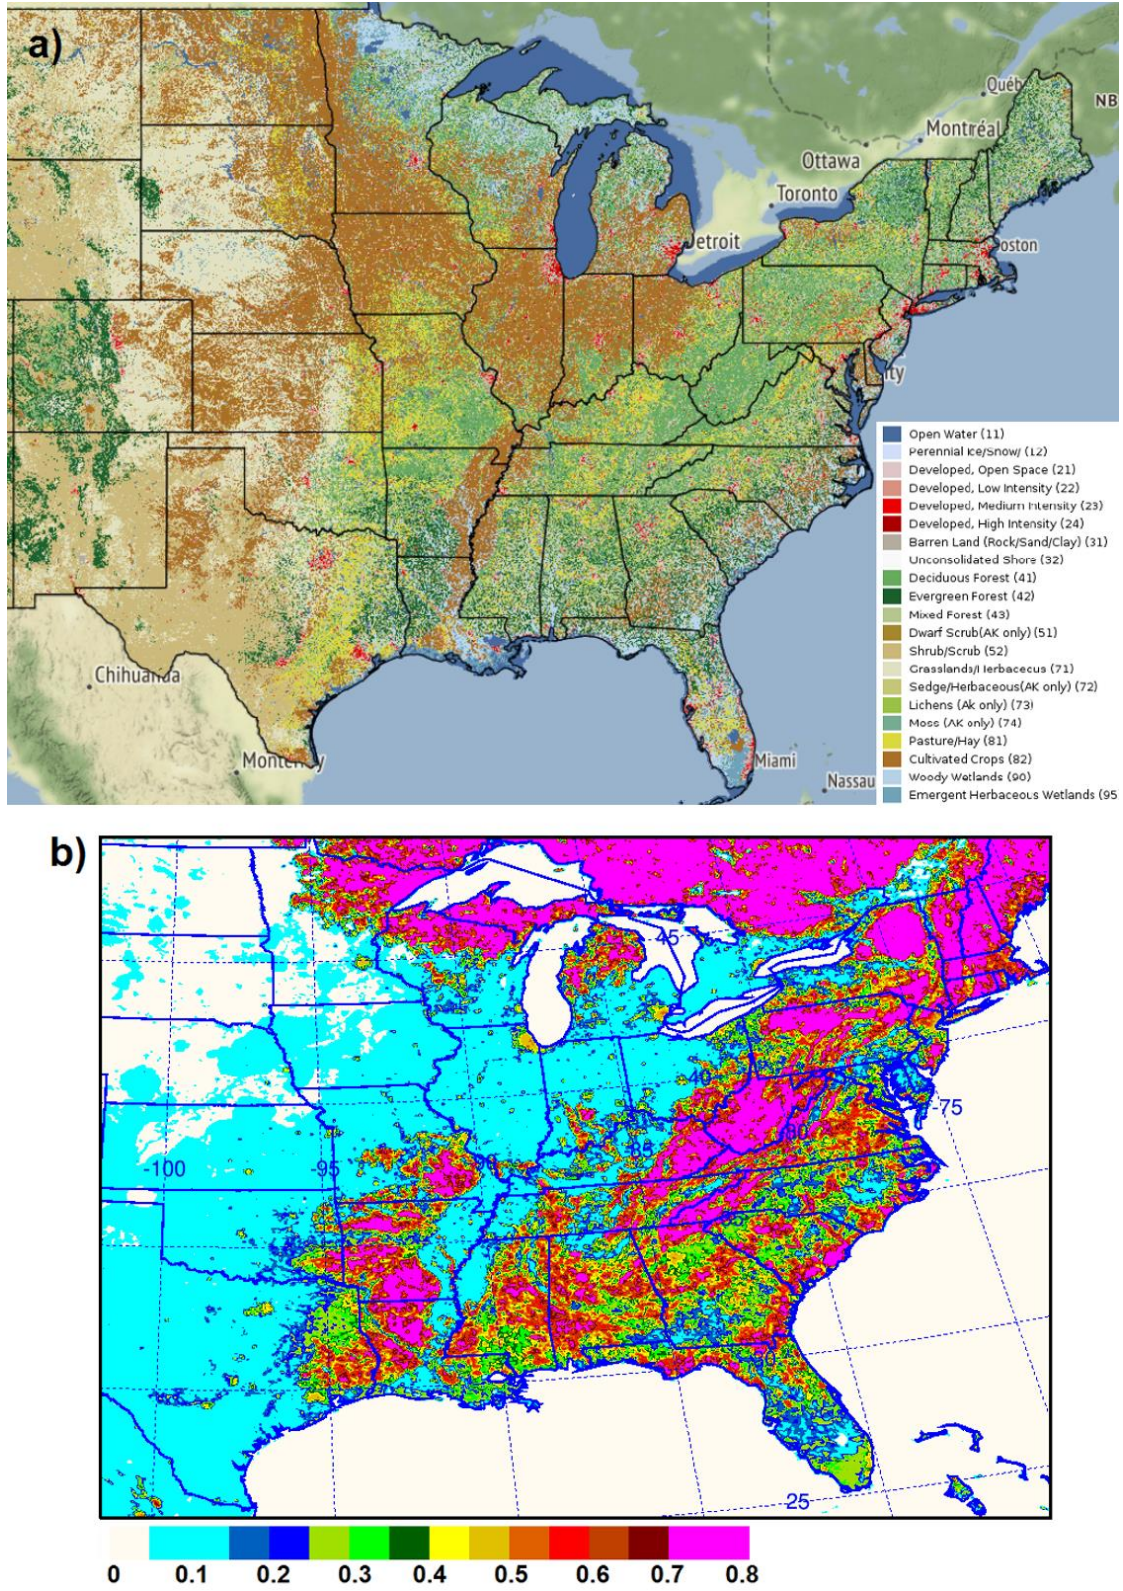 a)
Québ
NB
Montréal
Ottawa
Toronto
Detroit
oston
ity
Chihuahua
Monterrey
Miami
Nassau
Open Water (11)
Perennial Ice/Snow/ (12)
Developed, Open Space (21)
Developed, Low Intensity (22)
Developed, Medium Intensity (23)
Developed, High Intensity (24)
Barren Land (Rock/Sand/Clay) (31)
Unconsolidated Shore (32)
Deciduous Forest (41)
Evergreen Forest (42)
Mixed Forest (43)
Dwarf Scrub(AK only) (51)
Shrub/Scrub (52)
Grasslands/Herbaceous (71)
Sedge/Herbaceous(AK only) (72)
Lichens (Ak only) (73)
Moss (AK only) (74)
Pasture/Hay (81)
Cultivated Crops (82)
Woody Wetlands (90)
Emergent Herbaceous Wetlands (95
b)
45
-40
-75
-100
-95
-90
-85
-80
35
30
25
0 0.1 0.2 0.3 0.4 0.5 0.6 0.7 0.8